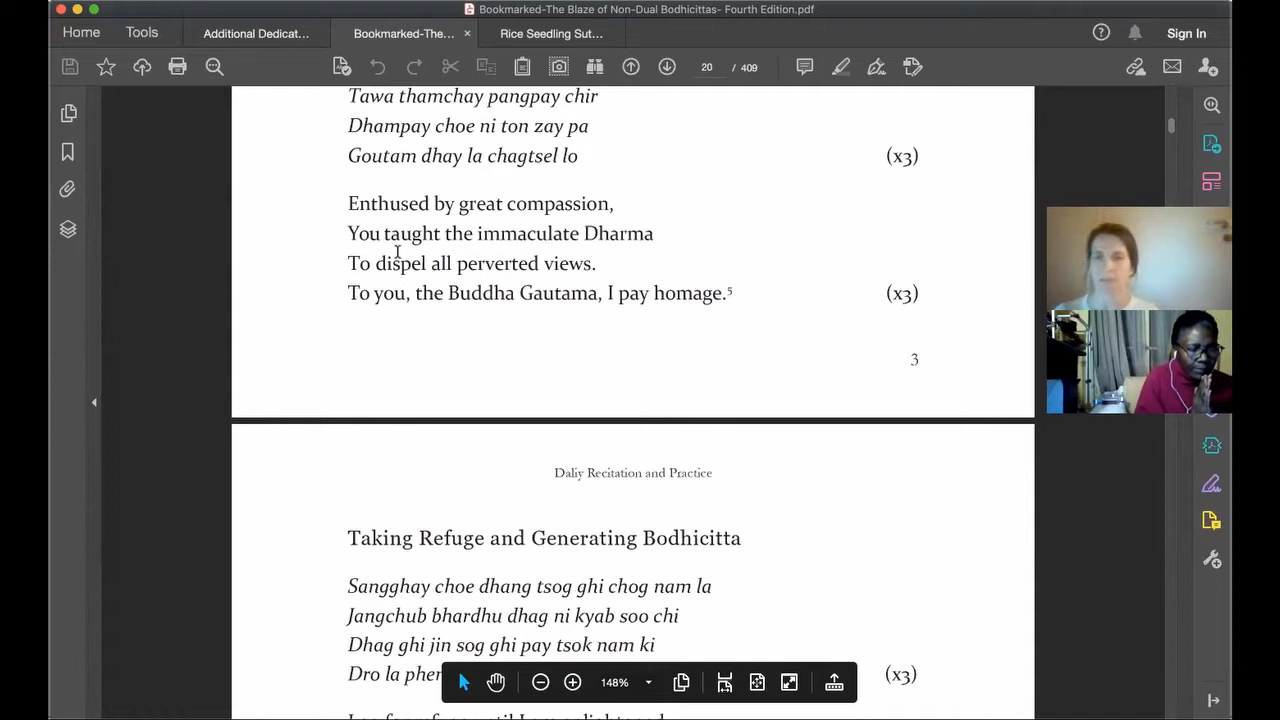 Bookmarked-The Blaze of Non-Dual Bodhicittas- Fourth Edition.pdf
Home
Tools
Additional Dedicat...
Bookmarked-The... ×
Rice Seedling Sut...
Sign In
20 / 409
Tawa thamchay pangpay chir
Dhampay choe ni ton zay pa
Goutam dhay la chagtsel lo (x3)
Enthused by great compassion,
You taught the immaculate Dharma
To dispel all perverted views.
To you, the Buddha Gautama, I pay homage.⁵ (x3)
3
Daliy Recitation and Practice
Taking Refuge and Generating Bodhicitta
Sangghay choe dhang tsog ghi chog nam la
Jangchub bhardhu dhag ni kyab soo chi
Dhag ghi jin sog ghi pay tsok nam ki
Dro la (x3)
148%